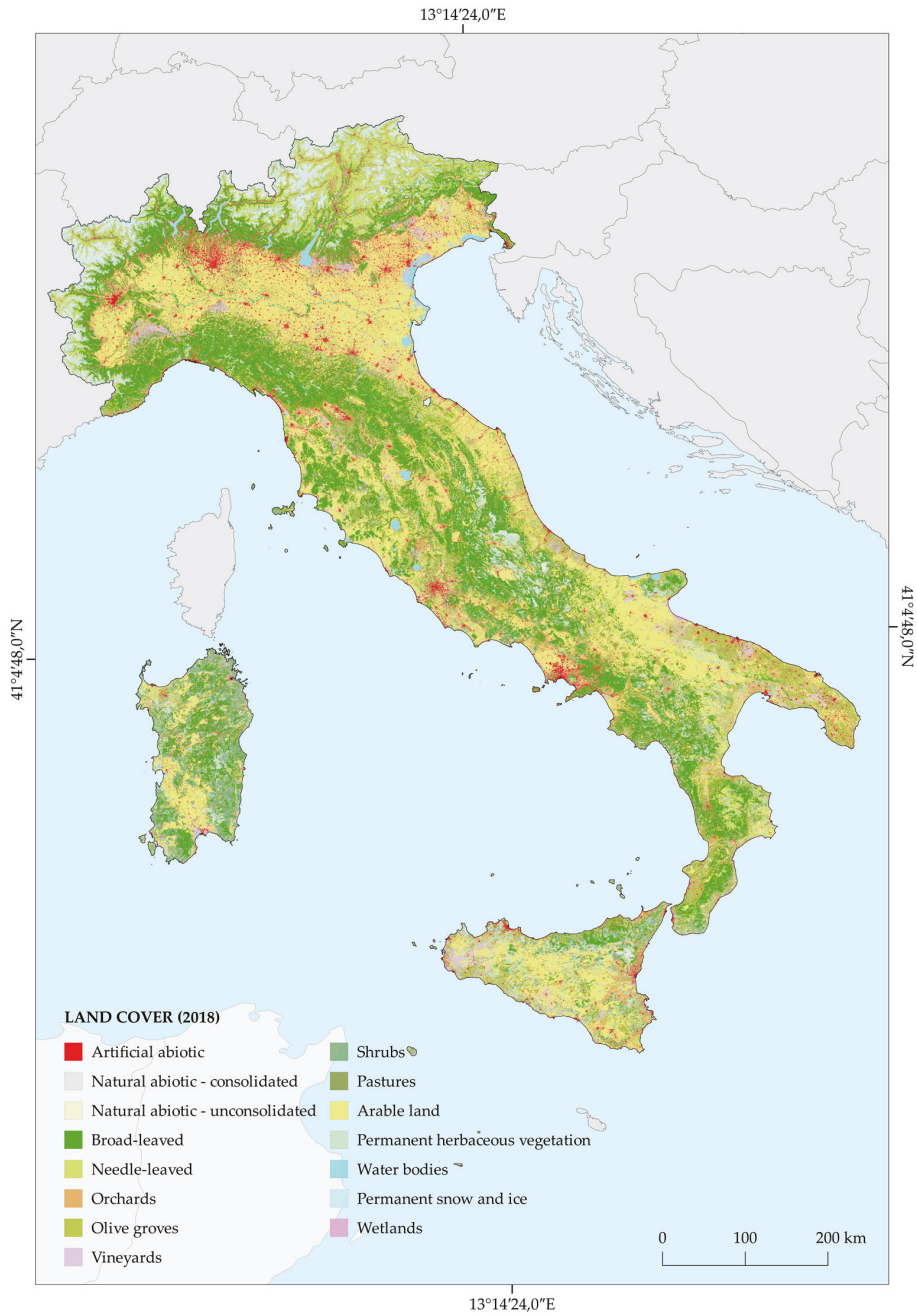 13°14'24,0"E
41°4'48,0"N
41°4'48,0"N
LAND COVER (2018)
Artificial abiotic
Natural abiotic - consolidated
Natural abiotic - unconsolidated
Broad-leaved
Needle-leaved
Orchards
Olive groves
Vineyards
Shrubs
Pastures
Arable land
Permanent herbaceous vegetation
Water bodies
Permanent snow and ice
Wetlands
0 100 200 km
13°14'24,0"E